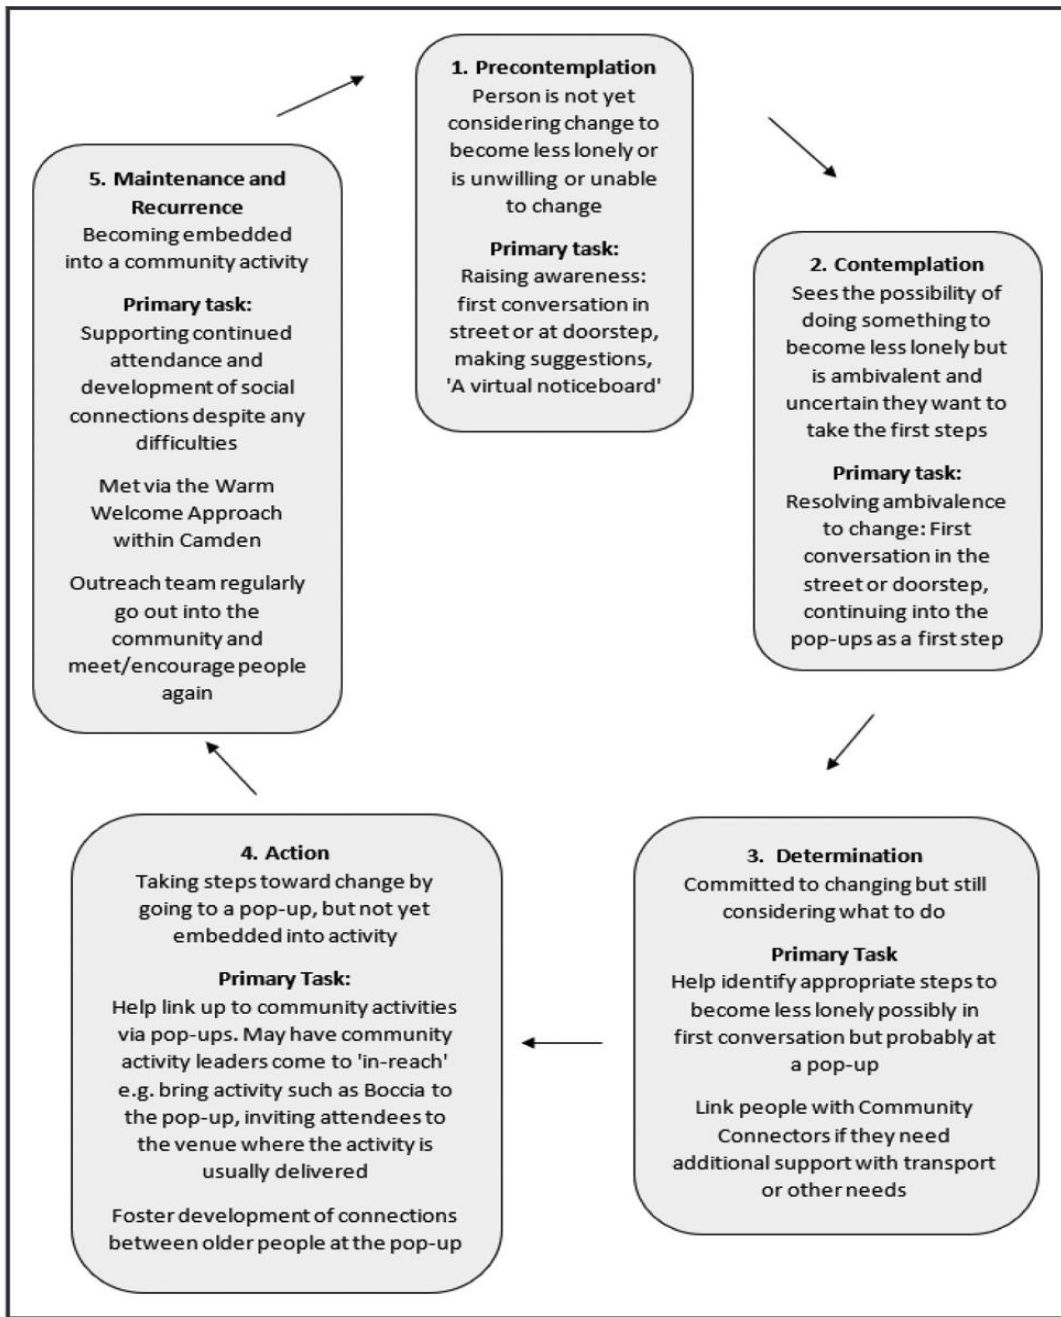 1. Precontemplation
Person is not yet
considering change to
become less lonely or
is unwilling or unable
to change
Primary task:
Raising awareness:
first conversation in
street or at doorstep,
making suggestions,
'A virtual noticeboard'
2. Contemplation
Sees the possibility of
doing something to
become less lonely but
is ambivalent and
uncertain they want to
take the first steps
Primary task:
Resolving ambivalence
to change: First
conversation in the
street or doorstep,
continuing into the
pop-ups as a first step
3. Determination
Committed to changing but still
considering what to do
Primary Task
Help identify appropriate steps to
become less lonely possibly in
first conversation but probably at
a pop-up
Link people with Community
Connectors if they need
additional support with transport
or other needs
4. Action
Taking steps toward change by
going to a pop-up, but not yet
embedded into activity
Primary Task:
Help link up to community activities
via pop-ups. May have community
activity leaders come to 'in-reach'
e.g. bring activity such as Boccia to
the pop-up, inviting attendees to
the venue where the activity is
usually delivered
Foster development of connections
between older people at the pop-up
5. Maintenance and
Recurrence
Becoming embedded
into a community activity
Primary task:
Supporting continued
attendance and
development of social
connections despite any
difficulties
Met via the Warm
Welcome Approach
within Camden
Outreach team regularly
go out into the
community and
meet/encourage people
again